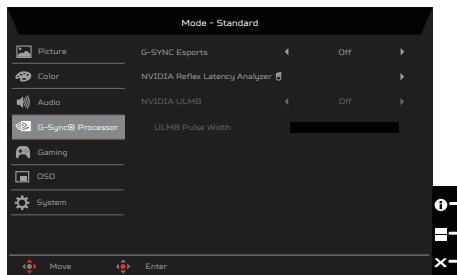 Mode - Standard
Picture
G-SYNC Esports Off
Color
NVIDIA Reflex Latency Analyzer
Audio
NVIDIA ULMB Off
G-Sync® Processor
ULMB Pulse Width
Gaming
OSD
System
Move Enter